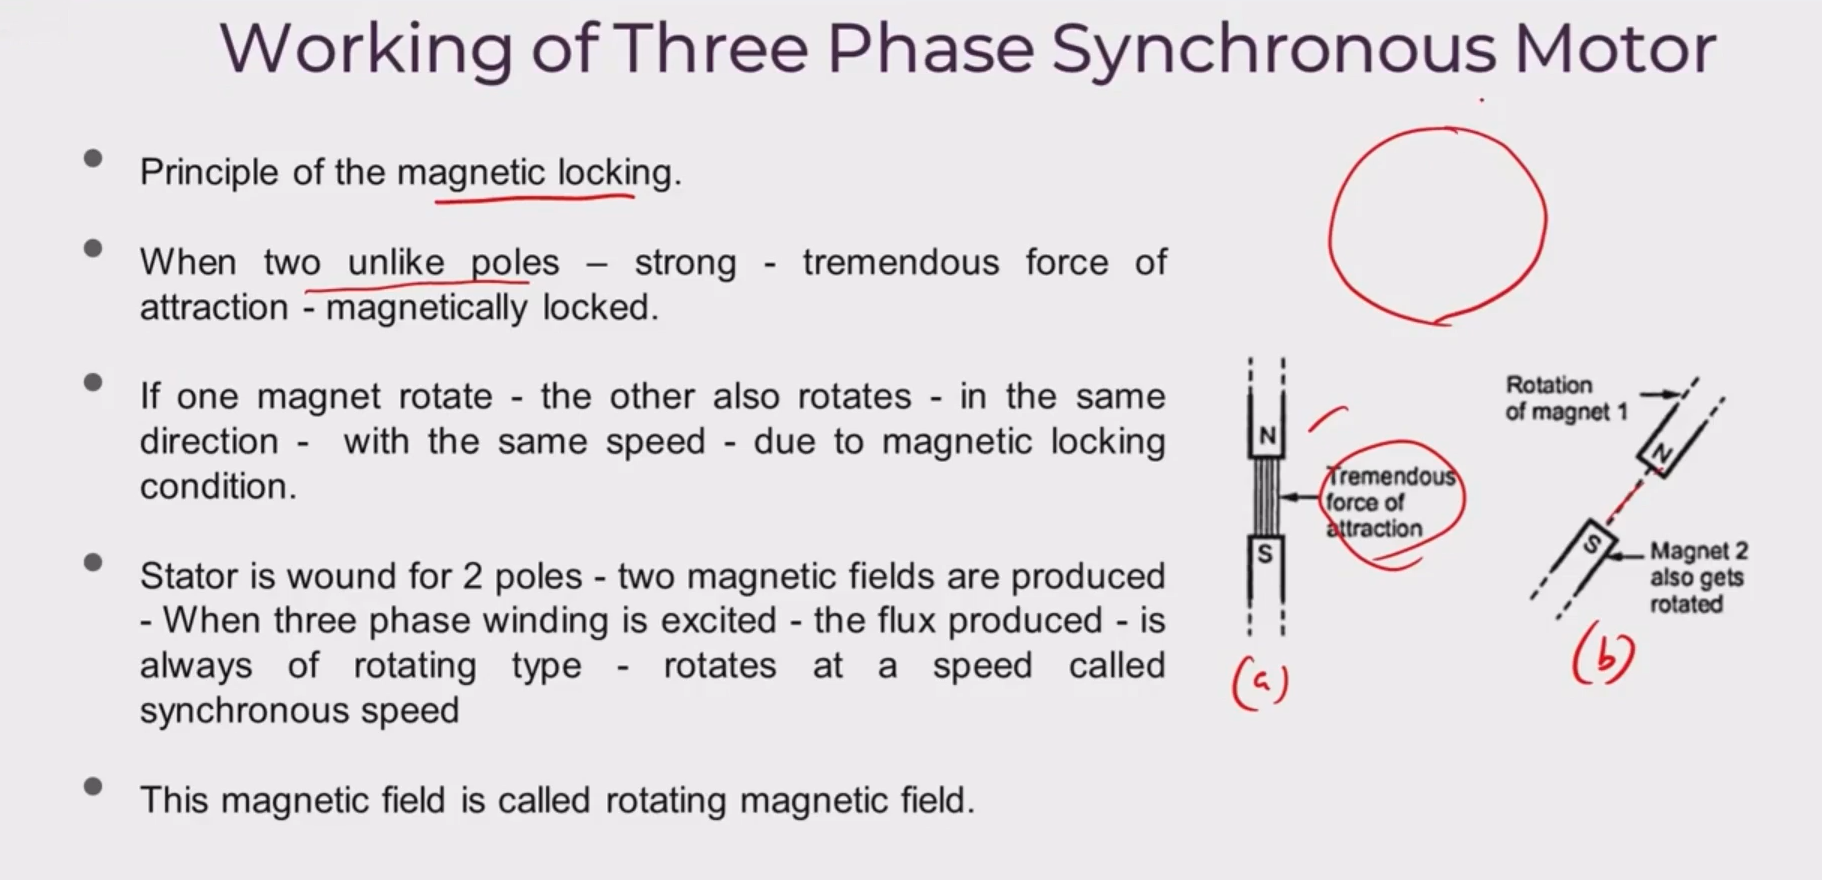 Working of Three Phase Synchronous Motor
Principle of the magnetic locking.
When two unlike poles – strong - tremendous force of
attraction - magnetically locked.
If one magnet rotate - the other also rotates - in the same
direction - with the same speed - due to magnetic locking
condition.
Stator is wound for 2 poles - two magnetic fields are produced
- When three phase winding is excited - the flux produced - is
always of rotating type - rotates at a speed called
synchronous speed
This magnetic field is called rotating magnetic field.
N
Tremendous
force of
attraction
S
(a)
Rotation
of magnet 1
N
S
Magnet 2
also gets
rotated
(b)